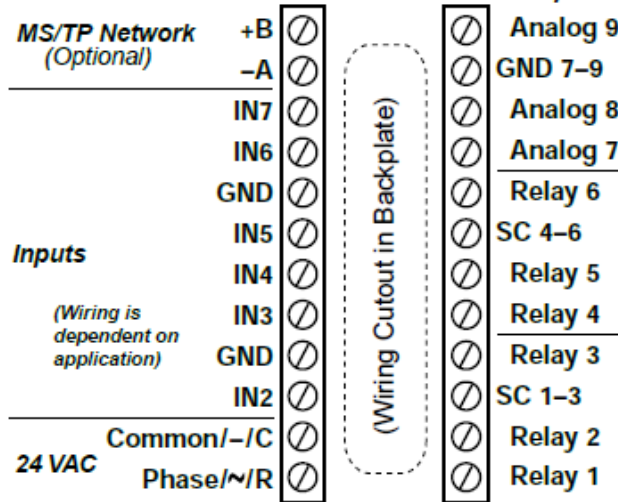 MS/TP Network
(Optional)
+B
–A
IN7
IN6
GND
IN5
Inputs
IN4
(Wiring is
dependent on
application)
IN3
GND
IN2
24 VAC
Common/–/C
Phase/~/R
(Wiring Cutout in Backplate)
Analog 9
GND 7–9
Analog 8
Analog 7
Relay 6
SC 4–6
Relay 5
Relay 4
Relay 3
SC 1–3
Relay 2
Relay 1